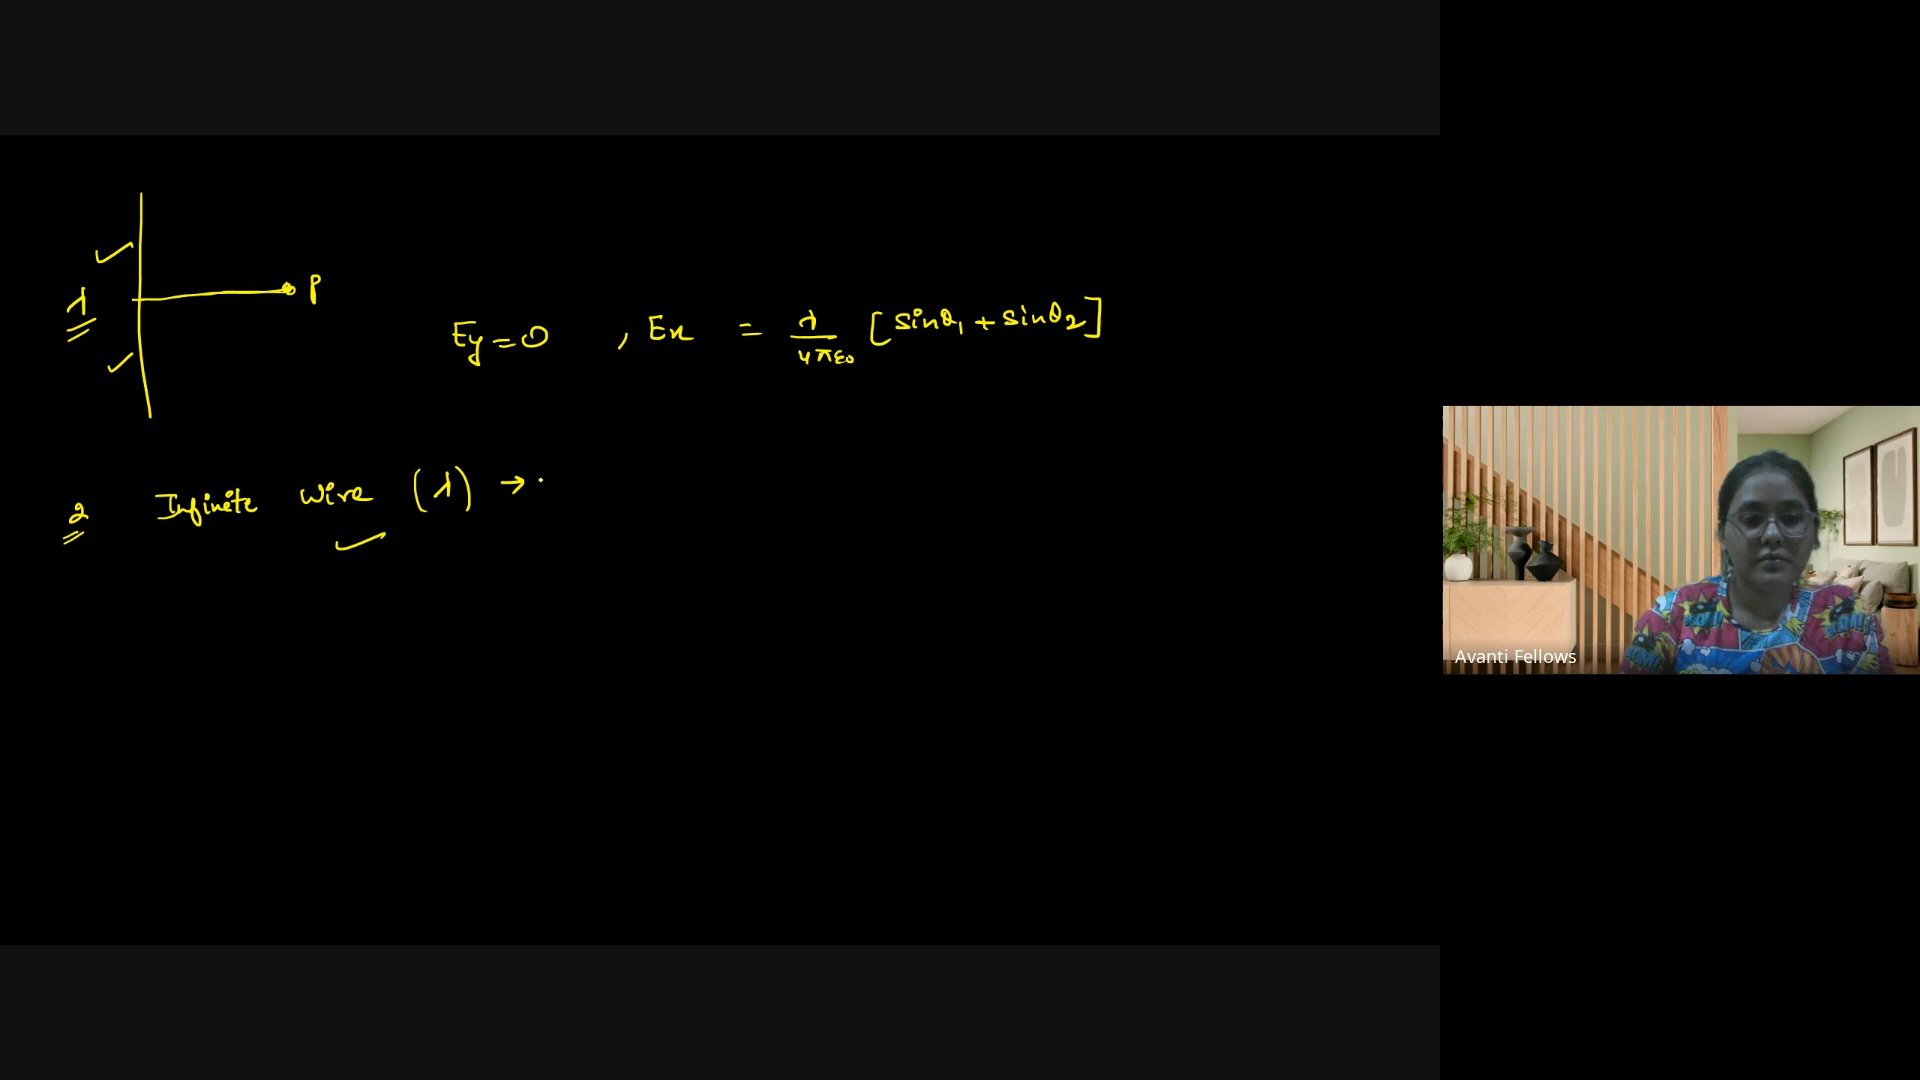 λ
P
Ey = 0 , Ex = λ/4πε0 [sinθ1 + sinθ2]
2 Infinite wire (λ) →
Avanti Fellows